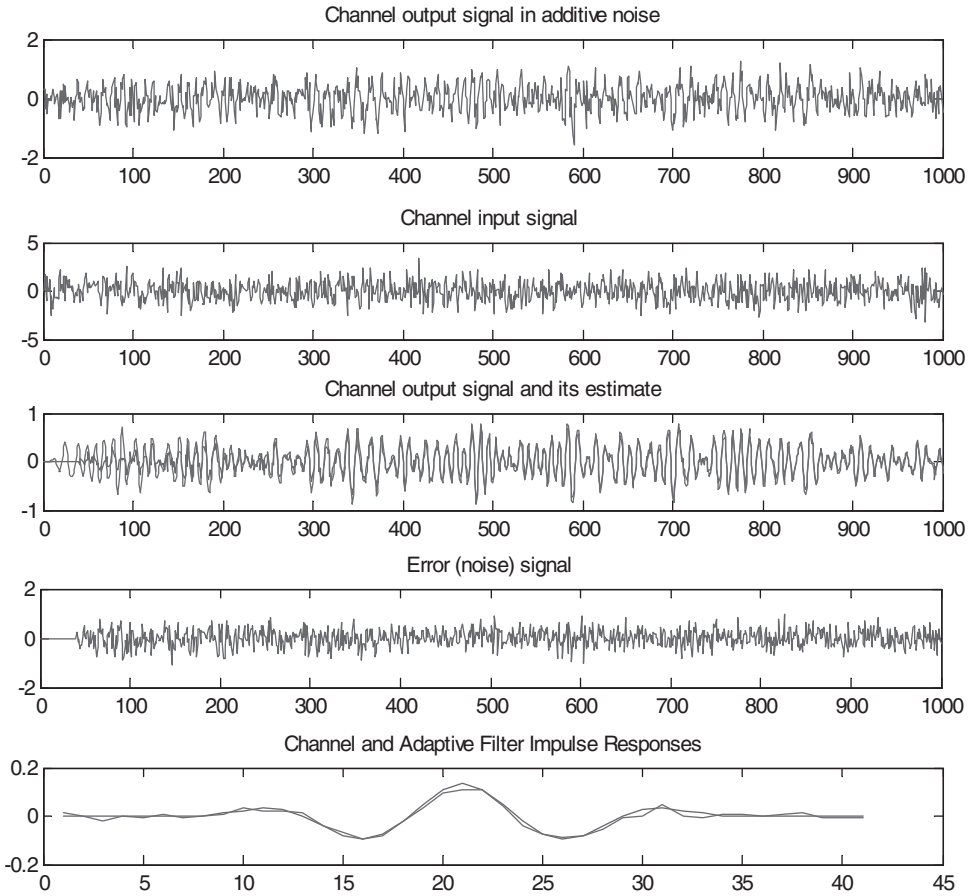 Channel output signal in additive noise
2
0
-2
0 100 200 300 400 500 600 700 800 900 1000
Channel input signal
5
0
-5
0 100 200 300 400 500 600 700 800 900 1000
Channel output signal and its estimate
1
0
-1
0 100 200 300 400 500 600 700 800 900 1000
Error (noise) signal
2
0
-2
0 100 200 300 400 500 600 700 800 900 1000
Channel and Adaptive Filter Impulse Responses
0.2
0
-0.2
0 5 10 15 20 25 30 35 40 45